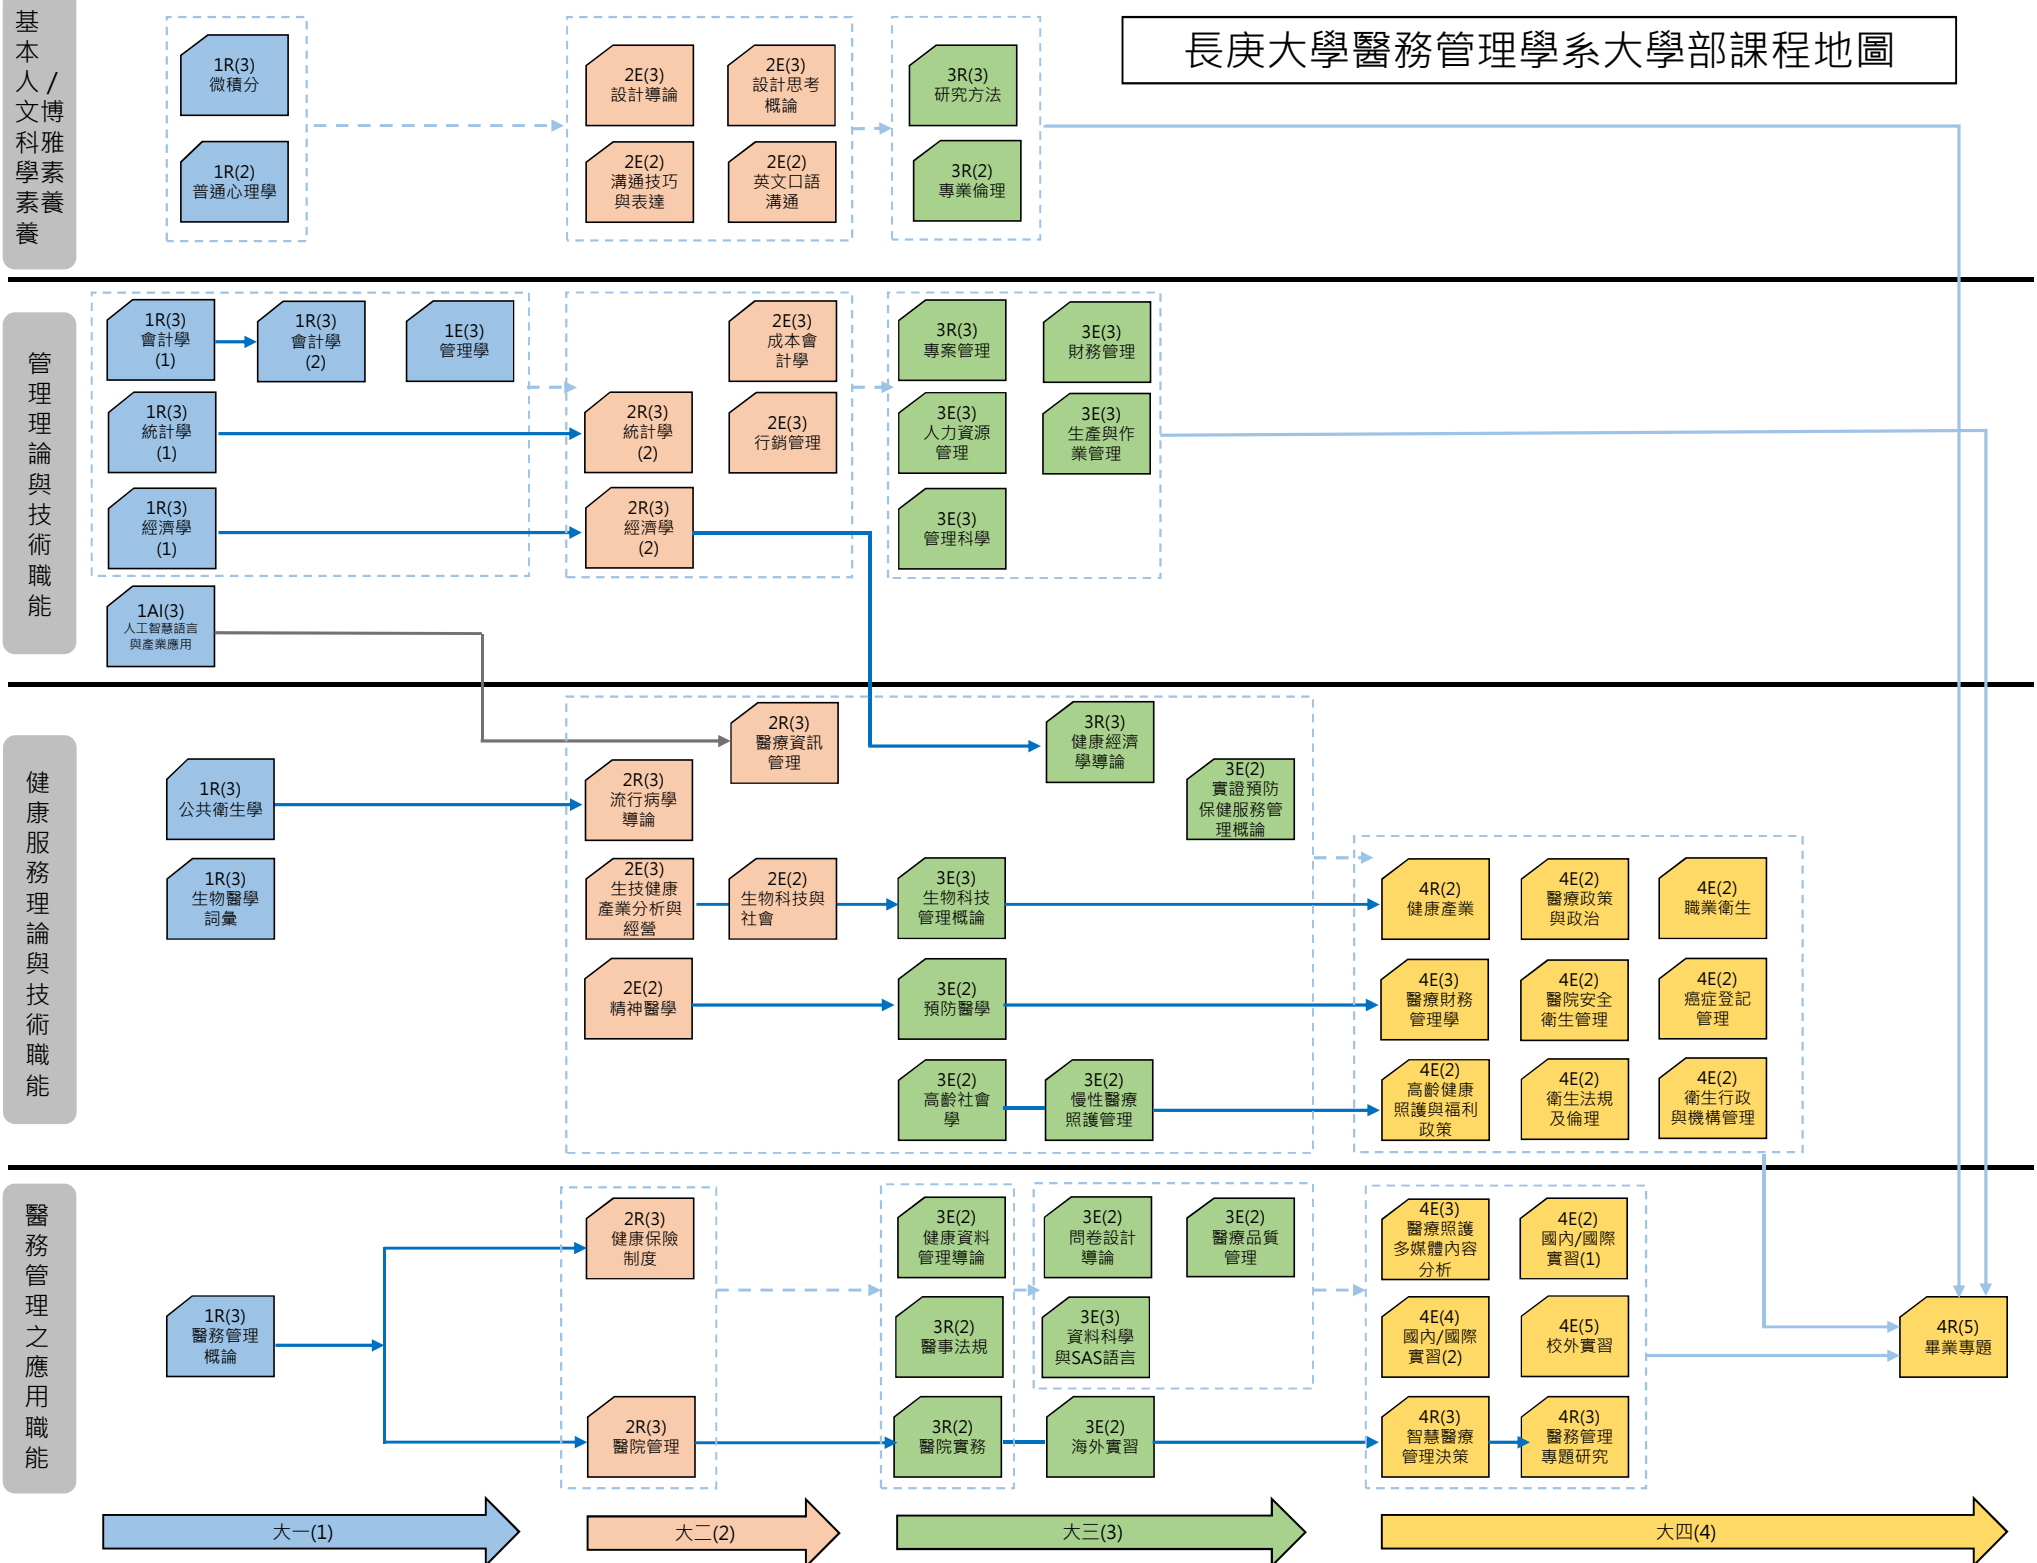 長庚大學醫務管理學系大學部課程地圖
基本人文科學素養/博雅素養
1R(3)
微積分
1R(2)
普通心理學
2E(3)
設計導論
2E(3)
設計思考
概論
2E(2)
溝通技巧
與表達
2E(2)
英文口語
溝通
3R(3)
研究方法
3R(2)
專業倫理
管理理論與技術職能
1R(3)
會計學
(1)
1R(3)
會計學
(2)
1E(3)
管理學
1R(3)
統計學
(1)
1R(3)
經濟學
(1)
1AI(3)
人工智慧語言
與產業應用
2E(3)
成本會
計學
2R(3)
統計學
(2)
2E(3)
行銷管理
2R(3)
經濟學
(2)
3R(3)
專案管理
3E(3)
財務管理
3E(3)
人力資源
管理
3E(3)
生產與作
業管理
3E(3)
管理科學
健康服務理論與技術職能
1R(3)
公共衛生學
1R(3)
生物醫學
詞彙
2R(3)
醫療資訊
管理
2R(3)
流行病學
導論
2E(3)
生技健康
產業分析與
經營
2E(2)
生物科技與
社會
2E(2)
精神醫學
3R(3)
健康經濟
學導論
3E(2)
實證預防
保健服務管
理概論
3E(3)
生物科技
管理概論
3E(2)
預防醫學
3E(2)
高齡社會
學
3E(2)
慢性醫療
照護管理
4R(2)
健康產業
4E(2)
醫療政策
與政治
4E(2)
職業衛生
4E(3)
醫療財務
管理學
4E(2)
醫院安全
衛生管理
4E(2)
癌症登記
管理
4E(2)
高齡健康
照護與福利
政策
4E(2)
衛生法規
及倫理
4E(2)
衛生行政
與機構管理
醫務管理之應用職能
1R(3)
醫務管理
概論
2R(3)
健康保險
制度
2R(3)
醫院管理
3E(2)
健康資料
管理導論
3R(2)
醫事法規
3R(2)
醫院實務
3E(2)
問卷設計
導論
3E(2)
醫療品質
管理
3E(3)
資料科學
與SAS語言
3E(2)
海外實習
4E(3)
醫療照護
多媒體內容
分析
4E(2)
國內/國際
實習(1)
4E(4)
國內/國際
實習(2)
4E(5)
校外實習
4R(3)
智慧醫療
管理決策
4R(3)
醫務管理
專題研究
4R(5)
畢業專題
大一(1)
大二(2)
大三(3)
大四(4)